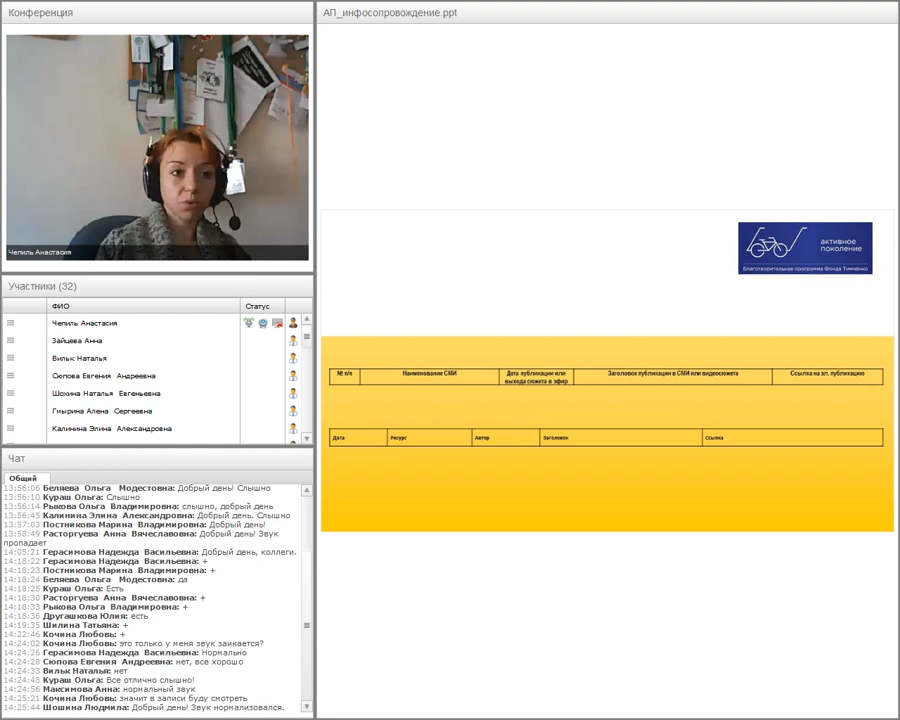 Конференция
Чепиль Анастасия
Участники (32)
ФИО
Статус
Чепиль Анастасия
Зайцева Анна
Вильк Наталья
Сюпова Евгения Андреевна
Шохина Наталья Евгеньевна
Гмырина Алена Сергеевна
Калинина Элина Александровна
Чат
Общий
13:56:06 Беляева Ольга Модестовна: Добрый день! Слышно
13:56:10 Кураш Ольга: Слышно
13:56:14 Рыкова Ольга Владимировна: слышно, добрый день
13:56:45 Калинина Элина Александровна: Добрый день. Слышно
13:57:03 Постникова Марина Владимировна: Добрый день!
13:58:49 Расторгуева Анна Вячеславовна: Добрый день! Звук
пропадает
14:05:21 Герасимова Надежда Васильевна: Добрый день, коллеги.
14:18:22 Герасимова Надежда Васильевна: +
14:18:23 Постникова Марина Владимировна: +
14:18:24 Беляева Ольга Модестовна: да
14:18:25 Кураш Ольга: Есть
14:18:30 Расторгуева Анна Вячеславовна: +
14:18:33 Рыкова Ольга Владимировна: +
14:18:36 Другашкова Юлия: есть
14:19:35 Шилина Татьяна: +
14:22:46 Кочина Любовь: +
14:24:02 Кочина Любовь: это только у меня звук заикается?
14:24:26 Герасимова Надежда Васильевна: Нормально
14:24:28 Сюпова Евгения Андреевна: нет, все хорошо
14:24:33 Вильк Наталья: нет
14:24:48 Кураш Ольга: Все отлично слышно!
14:24:56 Максимова Анна: нормальный звук
14:25:21 Кочина Любовь: значит в записи буду смотреть
14:25:44 Шошина Людмила: Добрый день! Звук нормализовался.
АП_инфосопровождение.ppt
активное
поколение
Благотворительная программа Фонда Тимченко
№ п/п
Наименование СМИ
Дата публикации или
выхода сюжета в эфир
Заголовок публикации в СМИ или видеосюжета
Ссылка на эл. публикацию
Дата
Ресурс
Автор
Заголовок
Ссылка